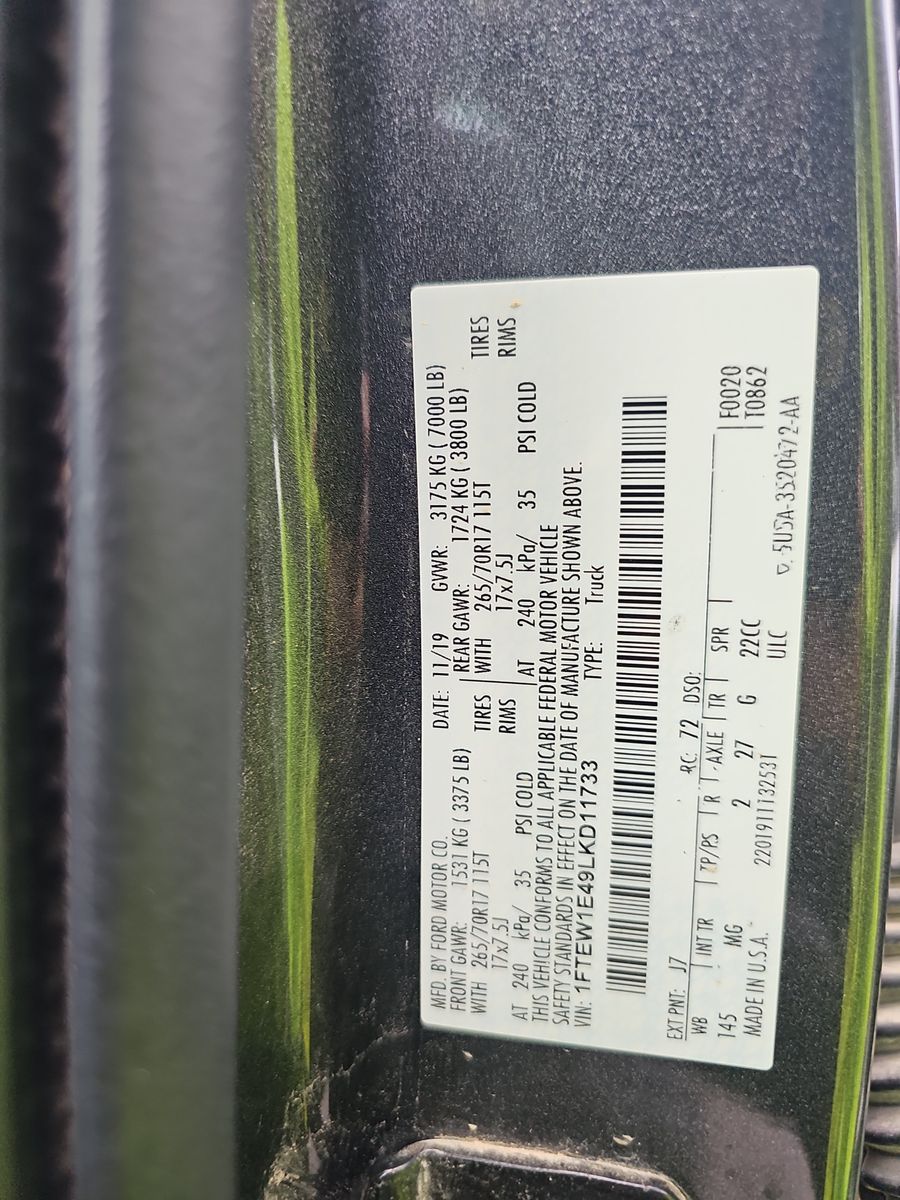 MFD. BY FORD MOTOR CO. DATE: 11/19 GVWR: 3175 KG ( 7000 LB)
FRONT GAWR: 1531 KG ( 3375 LB) REAR GAWR: 1724 KG ( 3800 LB)
WITH 265/70R17 115T TIRES WITH 265/70R17 115T TIRES
17x7.5J RIMS 17x7.5J RIMS
AT 240 kPa/ 35 PSI COLD AT 240 kPa/ 35 PSI COLD
THIS VEHICLE CONFORMS TO ALL APPLICABLE FEDERAL MOTOR VEHICLE
SAFETY STANDARDS IN EFFECT ON THE DATE OF MANUFACTURE SHOWN ABOVE.
VIN: 1FTEW1E49LKD11733 TYPE: Truck
EXT PNT: J7 RC: 72 DSO:
WB INT TR TP/PS R AXLE TR SPR F0020
145 MG 2 27 G 22CC T0862
MADE IN U.S.A. 2201911132531 ULC
5U5A-3520472-AA